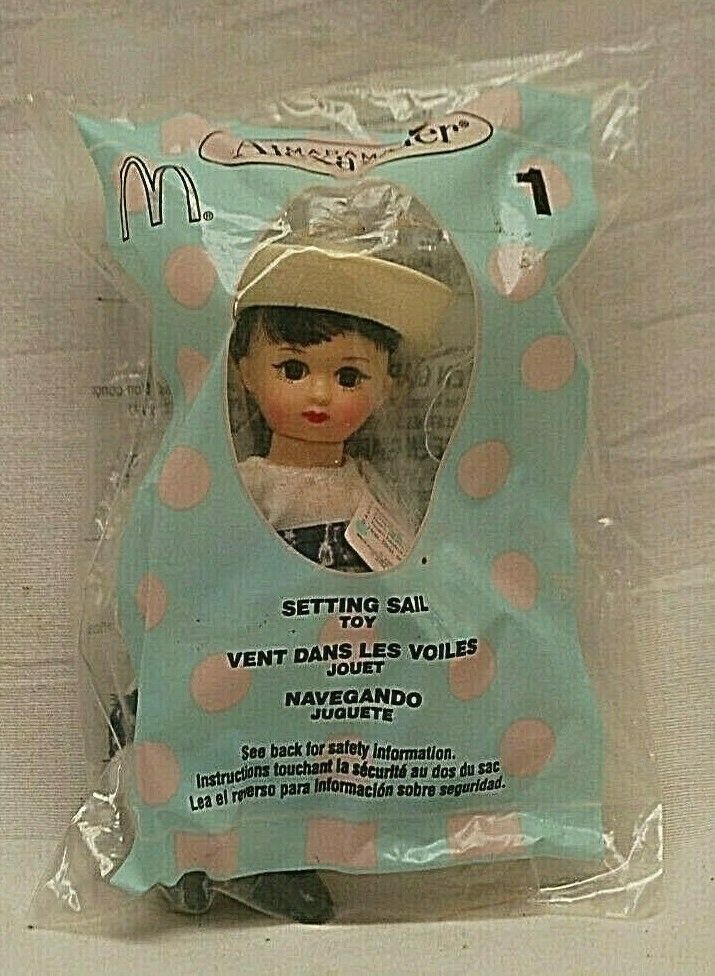 MADAME
1
SETTING SAIL
TOY
VENT DANS LES VOILES
JOUET
NAVEGANDO
JUGUETE
See back for safety information.
Instructions touchant la sécurité au dos du sac
Lea el reverso para información sobre seguridad.